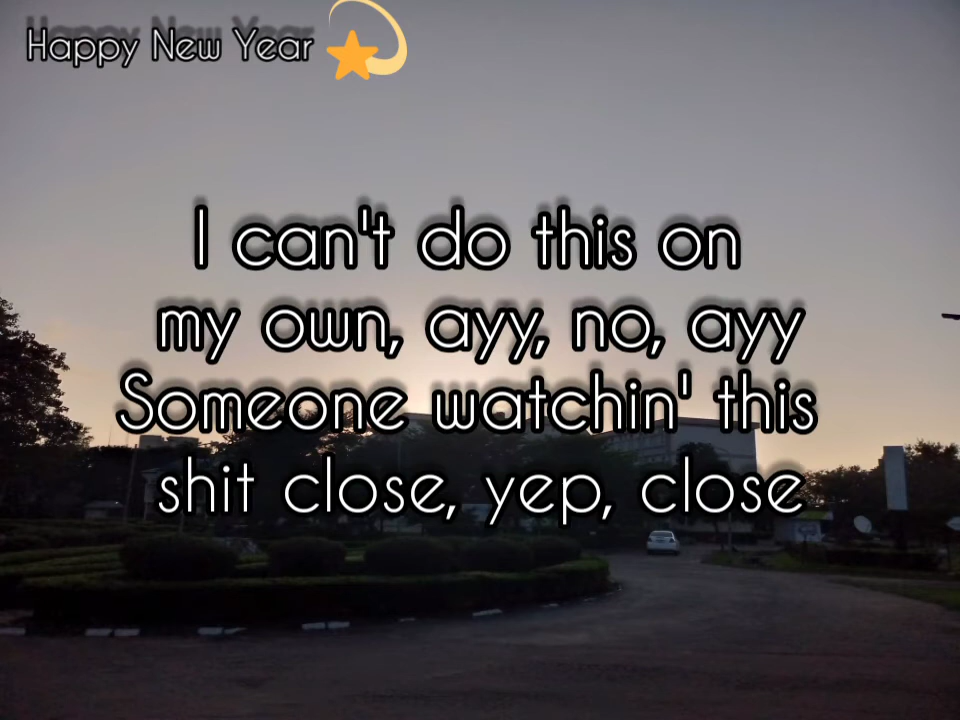 Happy New Year 💫
I can't do this on
my own, ayy, no, ayy
Someone watchin' this
shit close, yep, close